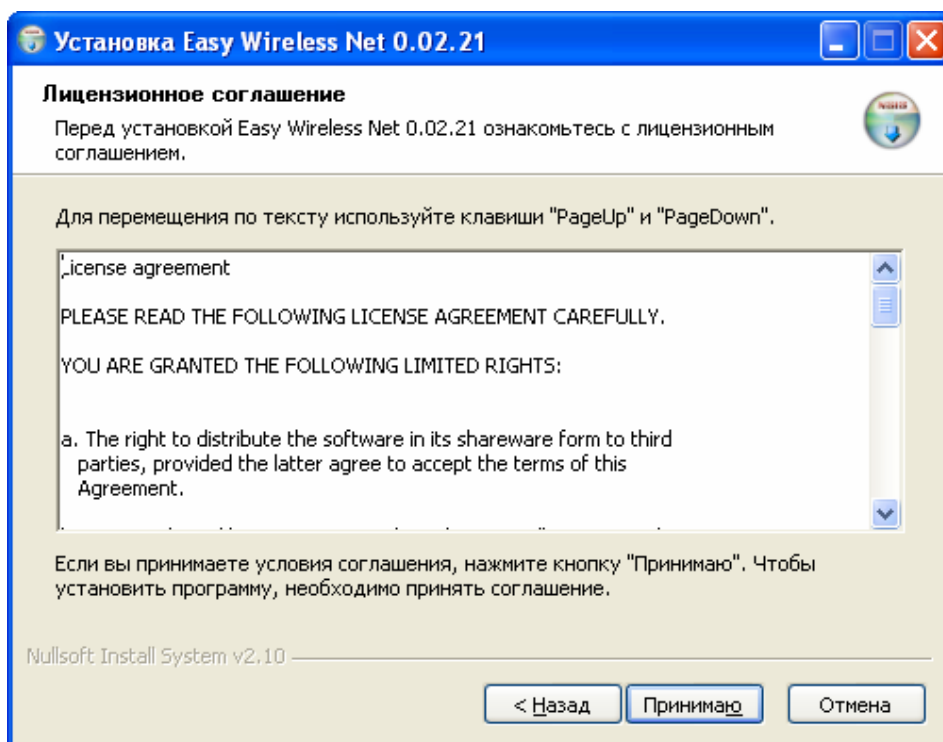 Установка Easy Wireless Net 0.02.21
Лицензионное соглашение
Перед установкой Easy Wireless Net 0.02.21 ознакомьтесь с лицензионным
соглашением.
Для перемещения по тексту используйте клавиши "PageUp" и "PageDown".
License agreement
PLEASE READ THE FOLLOWING LICENSE AGREEMENT CAREFULLY.
YOU ARE GRANTED THE FOLLOWING LIMITED RIGHTS:
a. The right to distribute the software in its shareware form to third
parties, provided the latter agree to accept the terms of this
Agreement.
Если вы принимаете условия соглашения, нажмите кнопку "Принимаю". Чтобы
установить программу, необходимо принять соглашение.
Nullsoft Install System v2.10
< Назад Принимаю Отмена